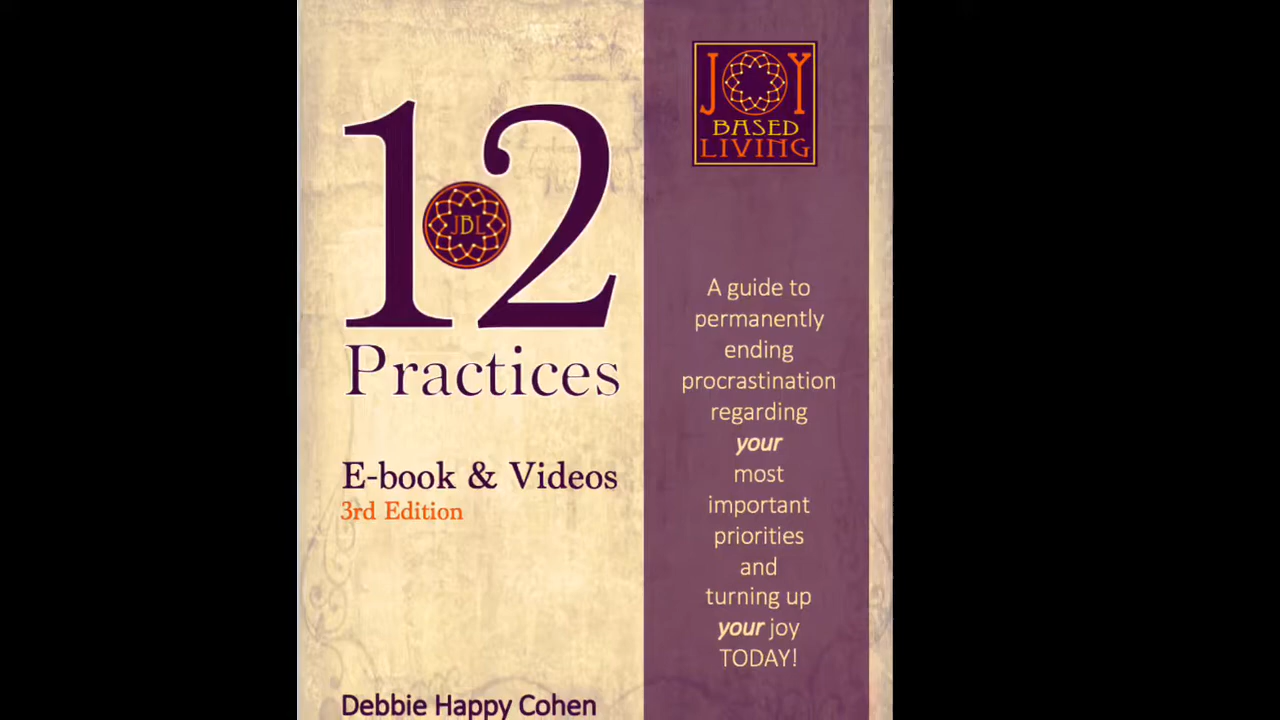 12
JBL
Practices
E-book & Videos
3rd Edition
Debbie Happy Cohen
JOY
BASED
LIVING
A guide to
permanently
ending
procrastination
regarding
your
most
important
priorities
and
turning up
your joy
TODAY!